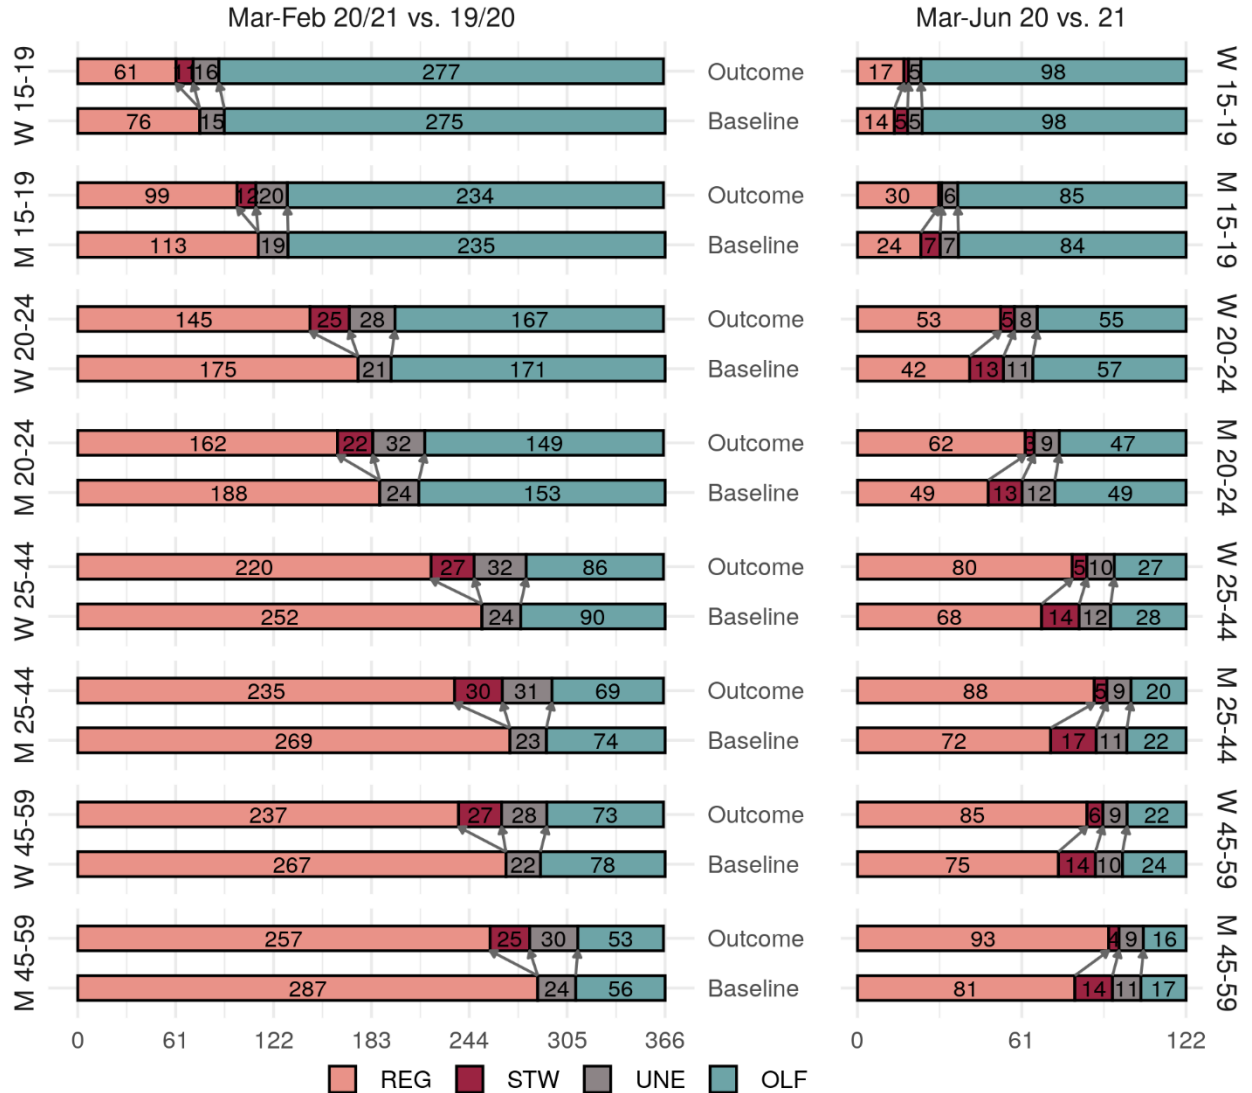 Mar-Feb 20/21 vs. 19/20 Mar-Jun 20 vs. 21
W 15-19 61 11 16 277 Outcome 17 5 98 W 15-19
76 15 275 Baseline 14 5 5 98
M 15-19 99 12 20 234 Outcome 30 6 85 M 15-19
113 19 235 Baseline 24 7 7 84
W 20-24 145 25 28 167 Outcome 53 5 8 55 W 20-24
175 21 171 Baseline 42 13 11 57
M 20-24 162 22 32 149 Outcome 62 3 9 47 M 20-24
188 24 153 Baseline 49 13 12 49
W 25-44 220 27 32 86 Outcome 80 5 10 27 W 25-44
252 24 90 Baseline 68 14 12 28
M 25-44 235 30 31 69 Outcome 88 5 9 20 M 25-44
269 23 74 Baseline 72 17 11 22
W 45-59 237 27 28 73 Outcome 85 6 9 22 W 45-59
267 22 78 Baseline 75 14 10 24
M 45-59 257 25 30 53 Outcome 93 4 9 16 M 45-59
287 24 56 Baseline 81 14 11 17
0 61 122 183 244 305 366 0 61 122
REG STW UNE OLF